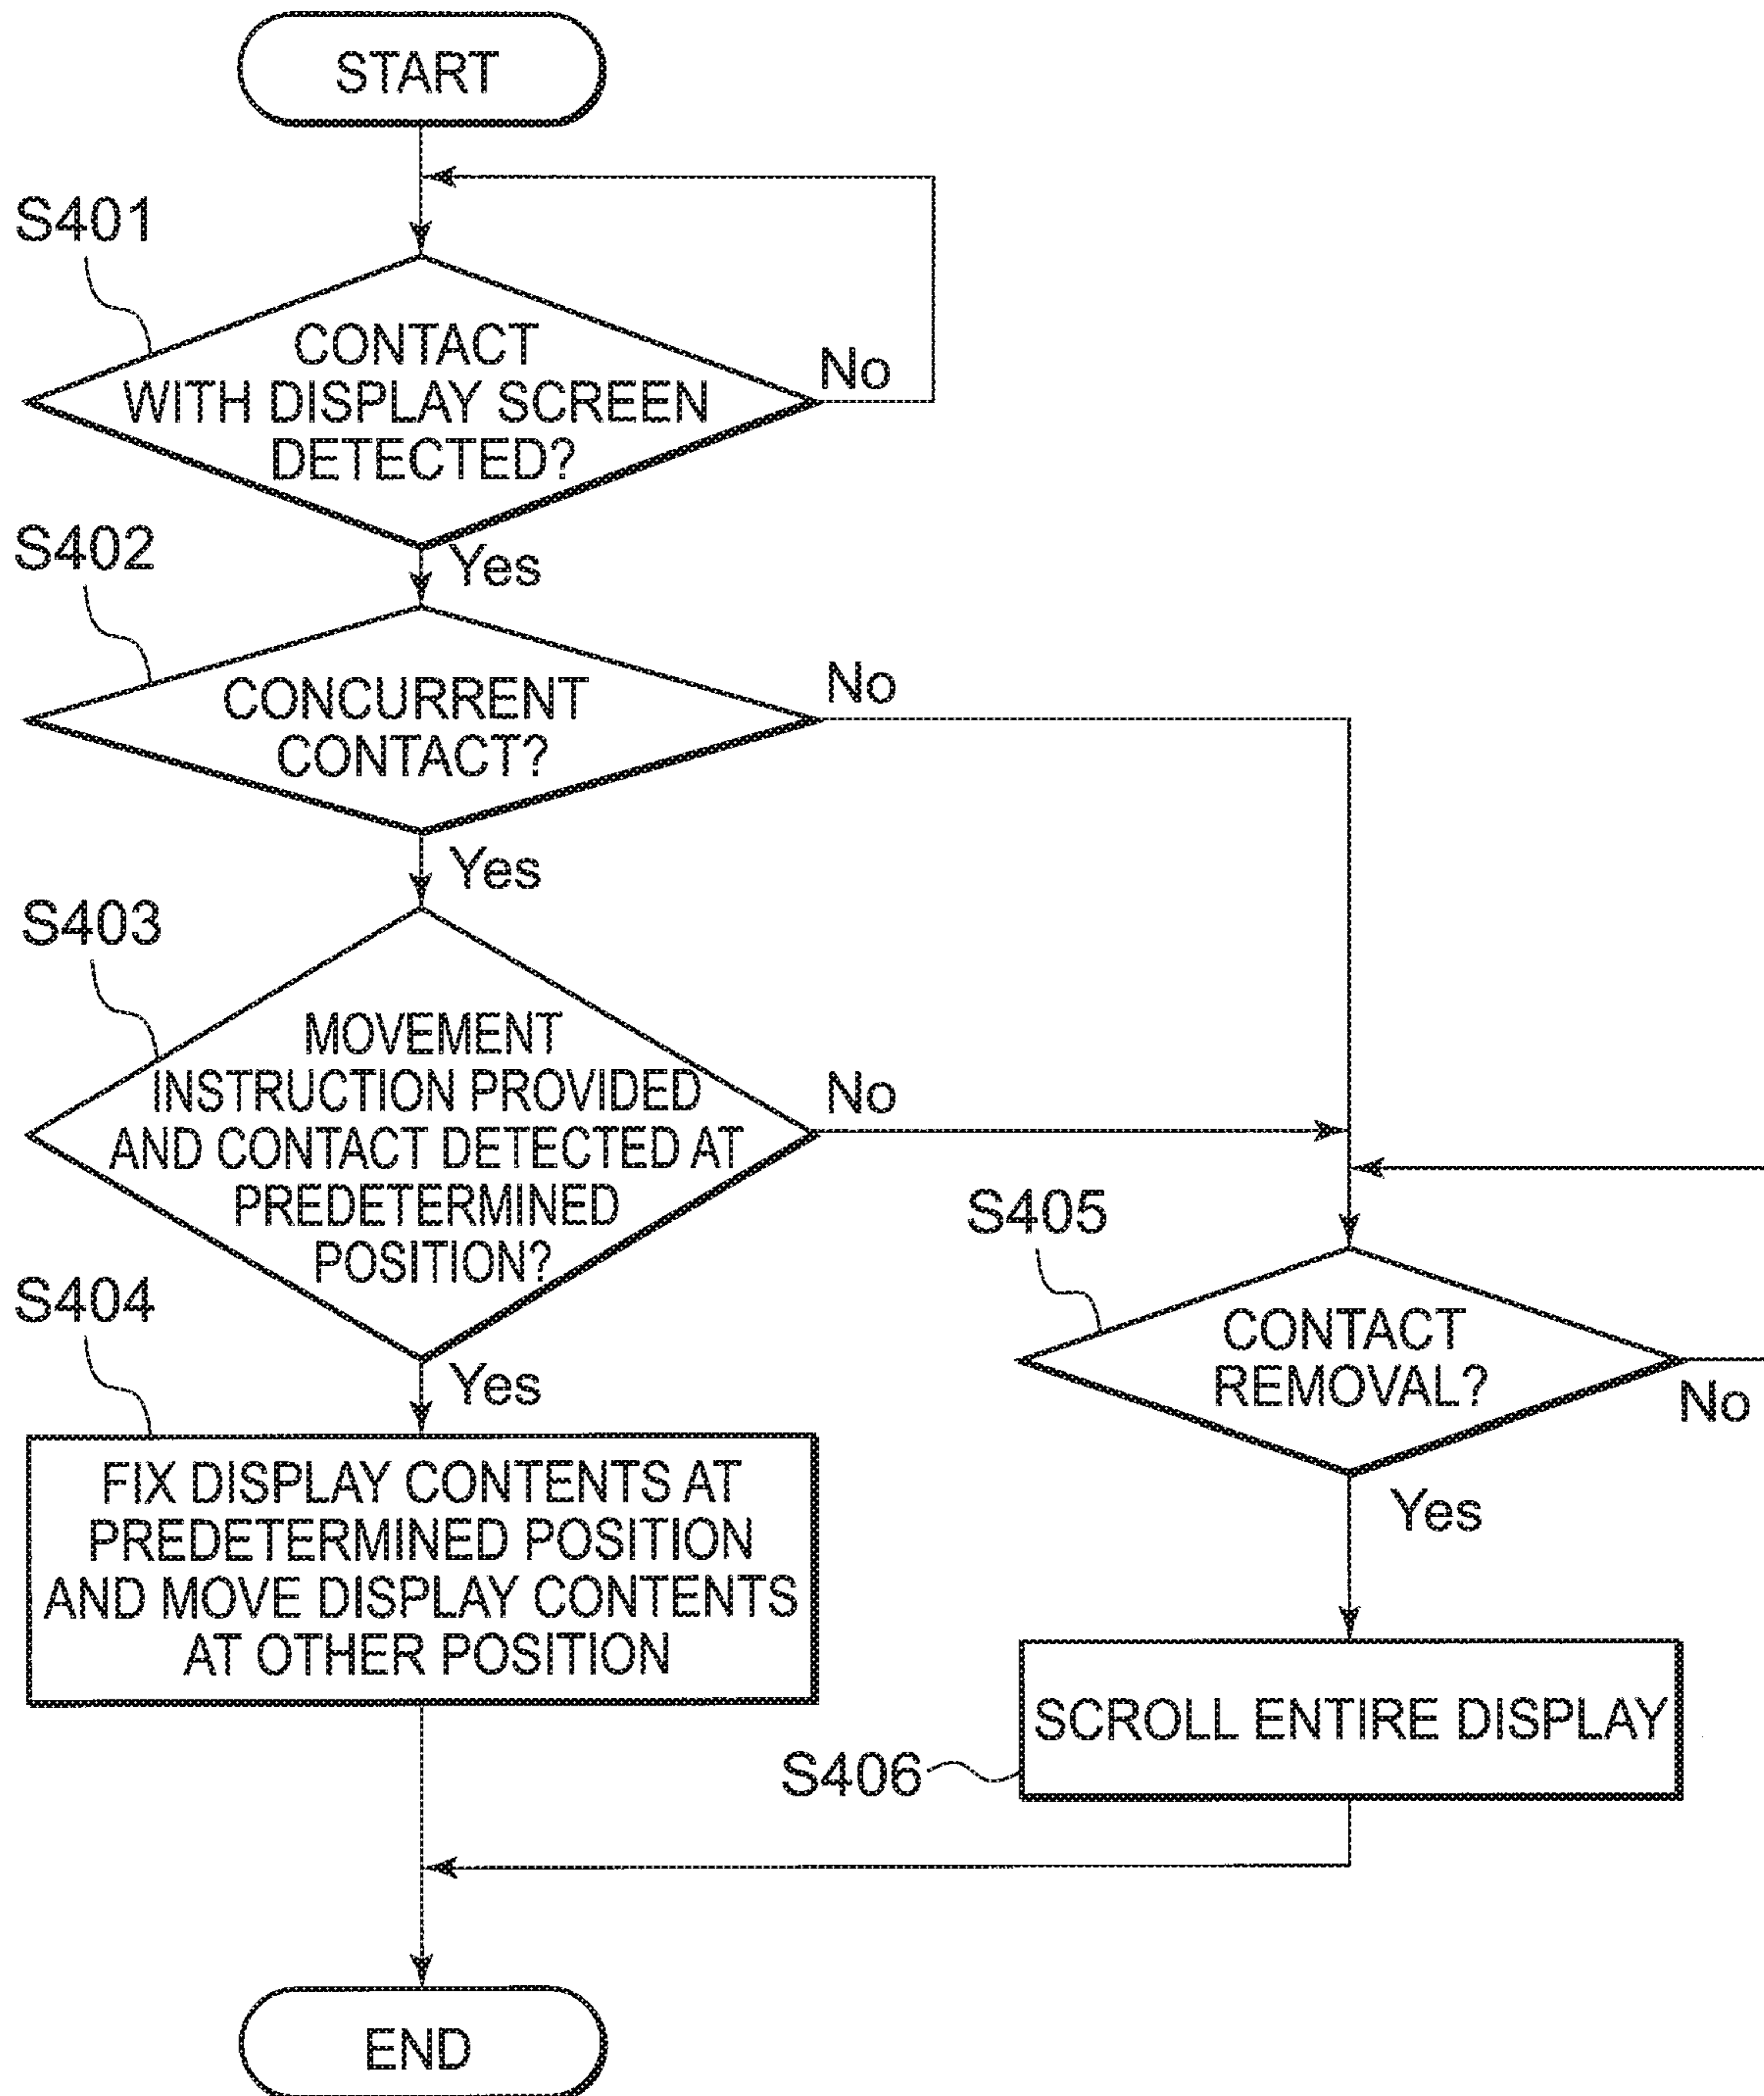 START
S401
CONTACT
WITH DISPLAY SCREEN
DETECTED?
No
Yes
S402
CONCURRENT
CONTACT?
No
Yes
S403
MOVEMENT
INSTRUCTION PROVIDED
AND CONTACT DETECTED AT
PREDETERMINED
POSITION?
No
Yes
S404
FIX DISPLAY CONTENTS AT
PREDETERMINED POSITION
AND MOVE DISPLAY CONTENTS
AT OTHER POSITION
S405
CONTACT
REMOVAL?
No
Yes
SCROLL ENTIRE DISPLAY
S406
END